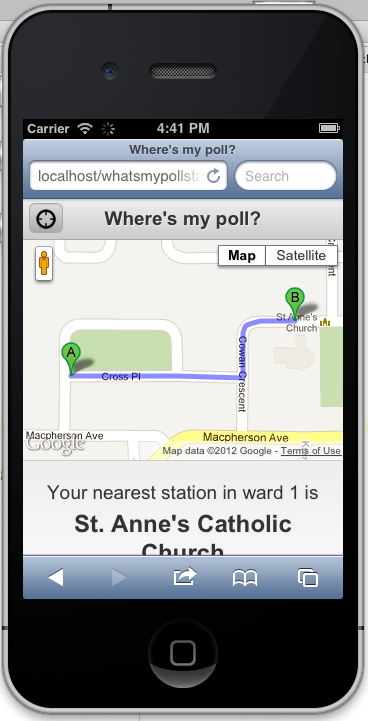 Carrier 4:41 PM
Where's my poll?
localhost/whatsmypollsta
Search
Where's my poll?
Map Satellite
B
St Anne's
Church
A
Cross Pl
Cowan Crescent
Macpherson Ave
Macpherson Ave
Google
Map data ©2012 Google - Terms of Use
Your nearest station in ward 1 is
St. Anne's Catholic
Church